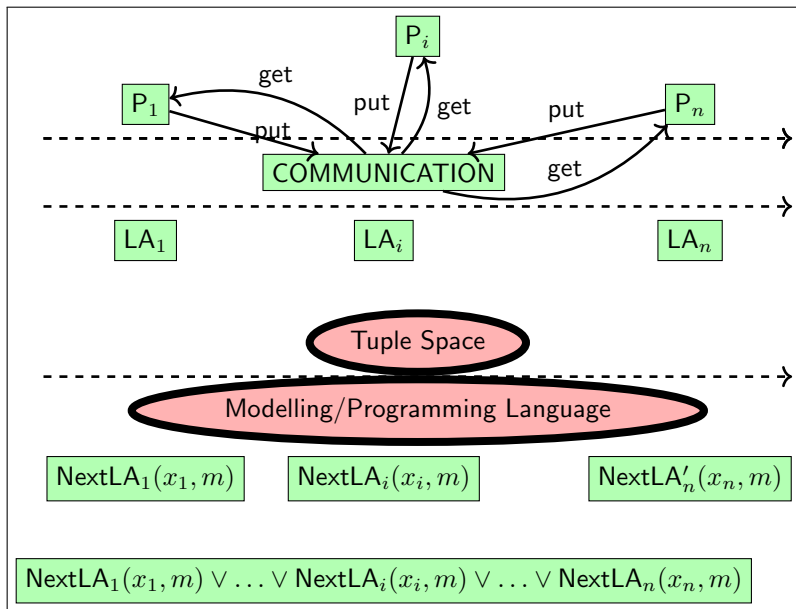 P_i
get
put
get
P_1
put
put
P_n
COMMUNICATION
get
LA_1 LA_i LA_n
Tuple Space
Modelling/Programming Language
NextLA_1(x_1, m) NextLA_i(x_i, m) NextLA′_n(x_n, m)
NextLA_1(x_1, m) ∨ … ∨ NextLA_i(x_i, m) ∨ … ∨ NextLA_n(x_n, m)